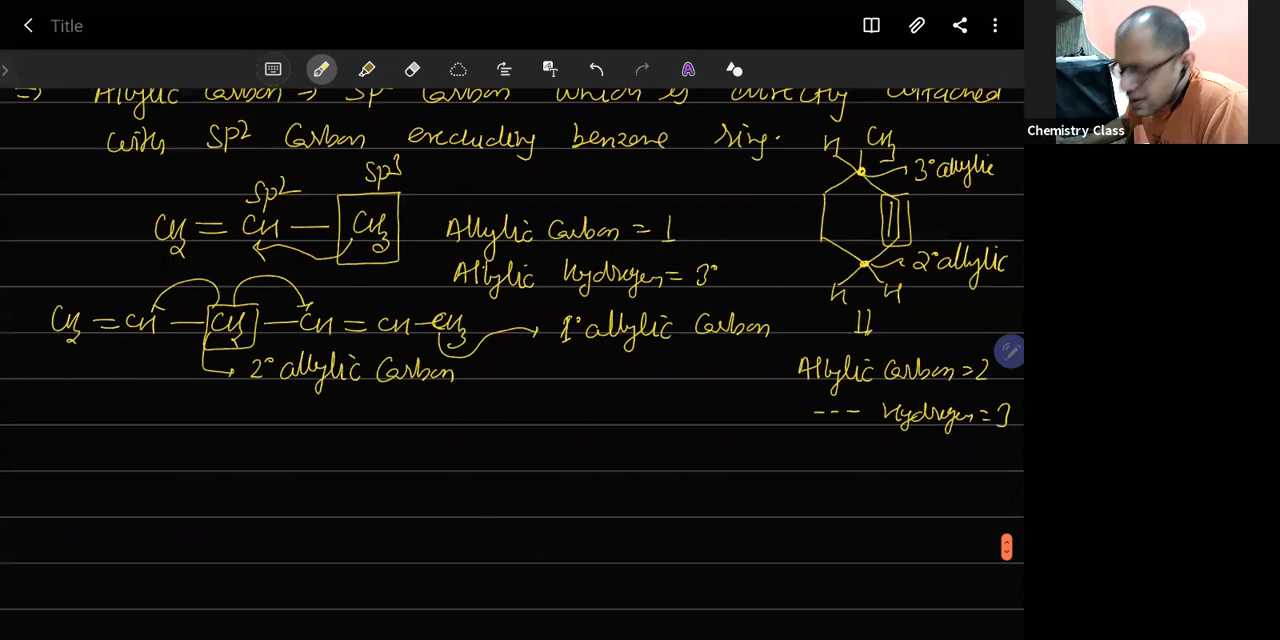 Title
Chemistry Class
=> Allylic Carbon → Sp3 Carbon which is directly attached
with Sp2 Carbon excluding benzene ring.
H CH3
3° allylic
Sp2 Sp3
CH2 = CH — CH3
Allylic Carbon = 1
Allylic Hydrogen = 3°
2° allylic
H H
CH2 = CH — CH2 — CH = CH — CH3 → 1° allylic Carbon
→ 2° allylic Carbon
Allylic Carbon = 2
--- Hydrogen = 3